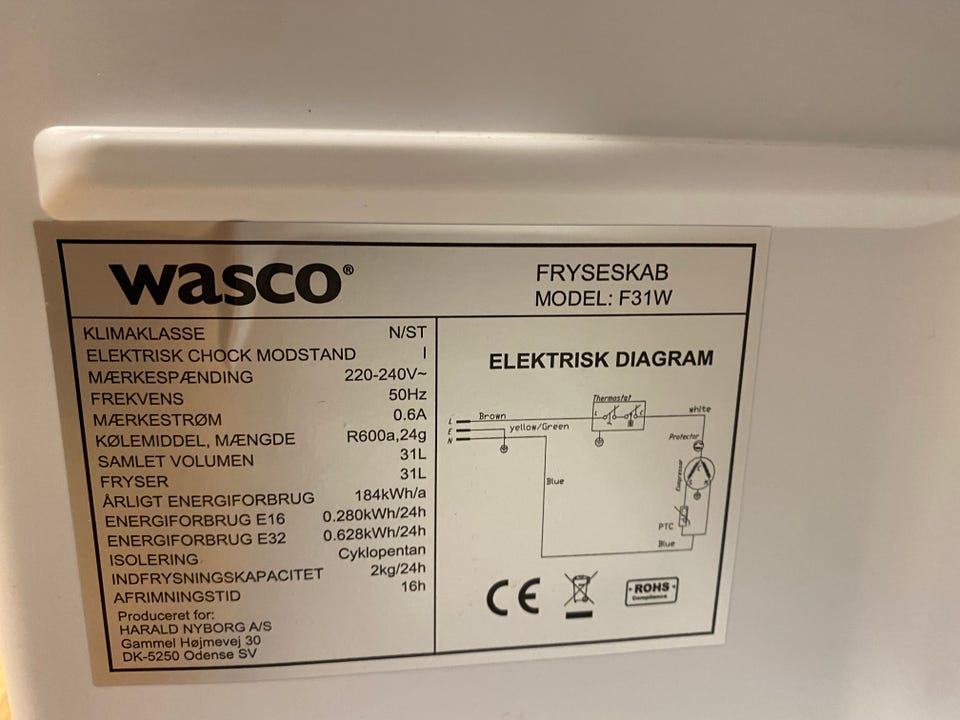 wasco®
FRYSESKAB
MODEL: F31W
KLIMAKLASSE N/ST
ELEKTRISK CHOCK MODSTAND I
MÆRKESPÆNDING 220-240V~
FREKVENS 50Hz
MÆRKESTRØM 0.6A
KØLEMIDDEL, MÆNGDE R600a,24g
SAMLET VOLUMEN 31L
FRYSER 31L
ÅRLIGT ENERGIFORBRUG 184kWh/a
ENERGIFORBRUG E16 0.280kWh/24h
ENERGIFORBRUG E32 0.628kWh/24h
ISOLERING Cyklopentan
INDFRYSNINGSKAPACITET 2kg/24h
AFRIMNINGSTID 16h
Produceret for:
HARALD NYBORG A/S
Gammel Højmevej 30
DK-5250 Odense SV
ELEKTRISK DIAGRAM
Thermostat
L Brown
L C
white
E yellow/Green
N
Protector
Compressor
Blue
PTC
Blue
CE
ROHS
Compliance